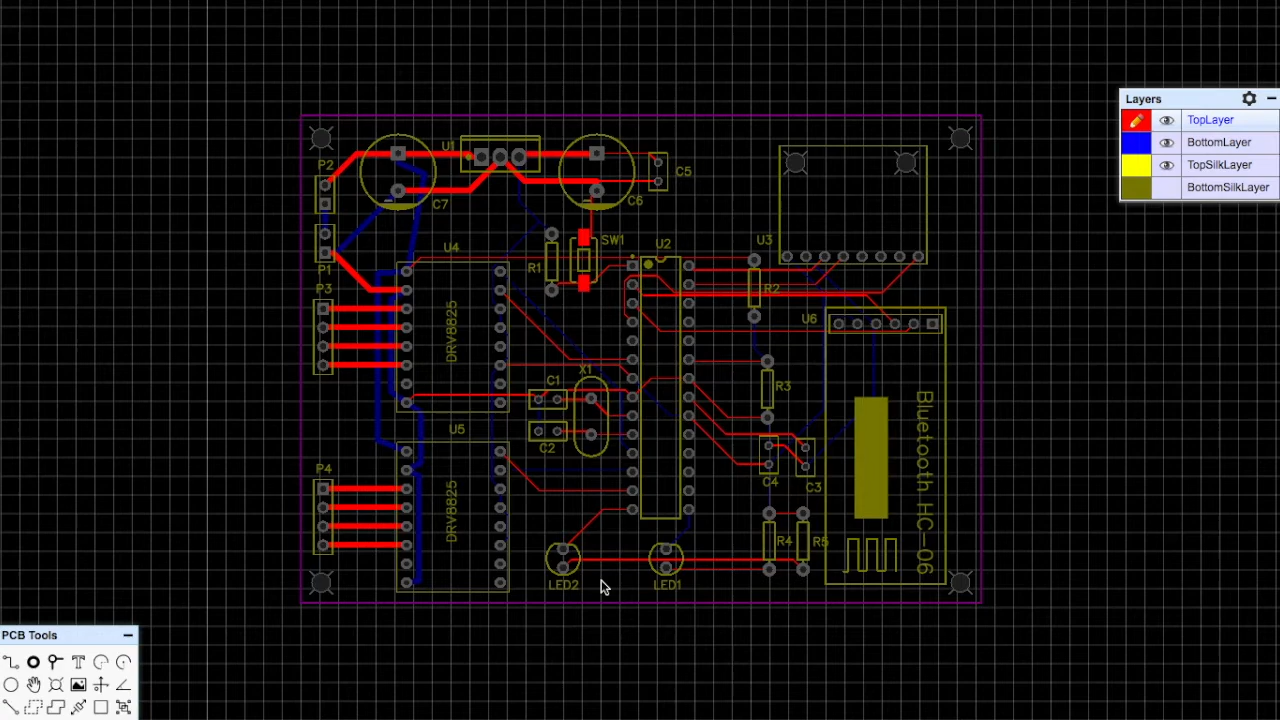 Layers
TopLayer
BottomLayer
TopSilkLayer
BottomSilkLayer
P2
U1
C7
C6
C5
P1
U4
R1
SW1
U2
U3
R2
P3
DRV8825
U6
X1
C1
C2
R3
U5
C4
C3
P4
DRV8825
Bluetooth HC-06
R4
R5
LED2
LED1
PCB Tools
T